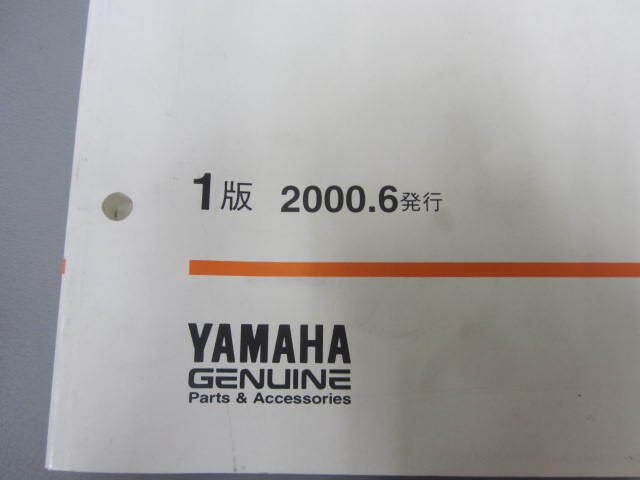 1版 2000.6発行
YAMAHA
GENUINE
Parts & Accessories